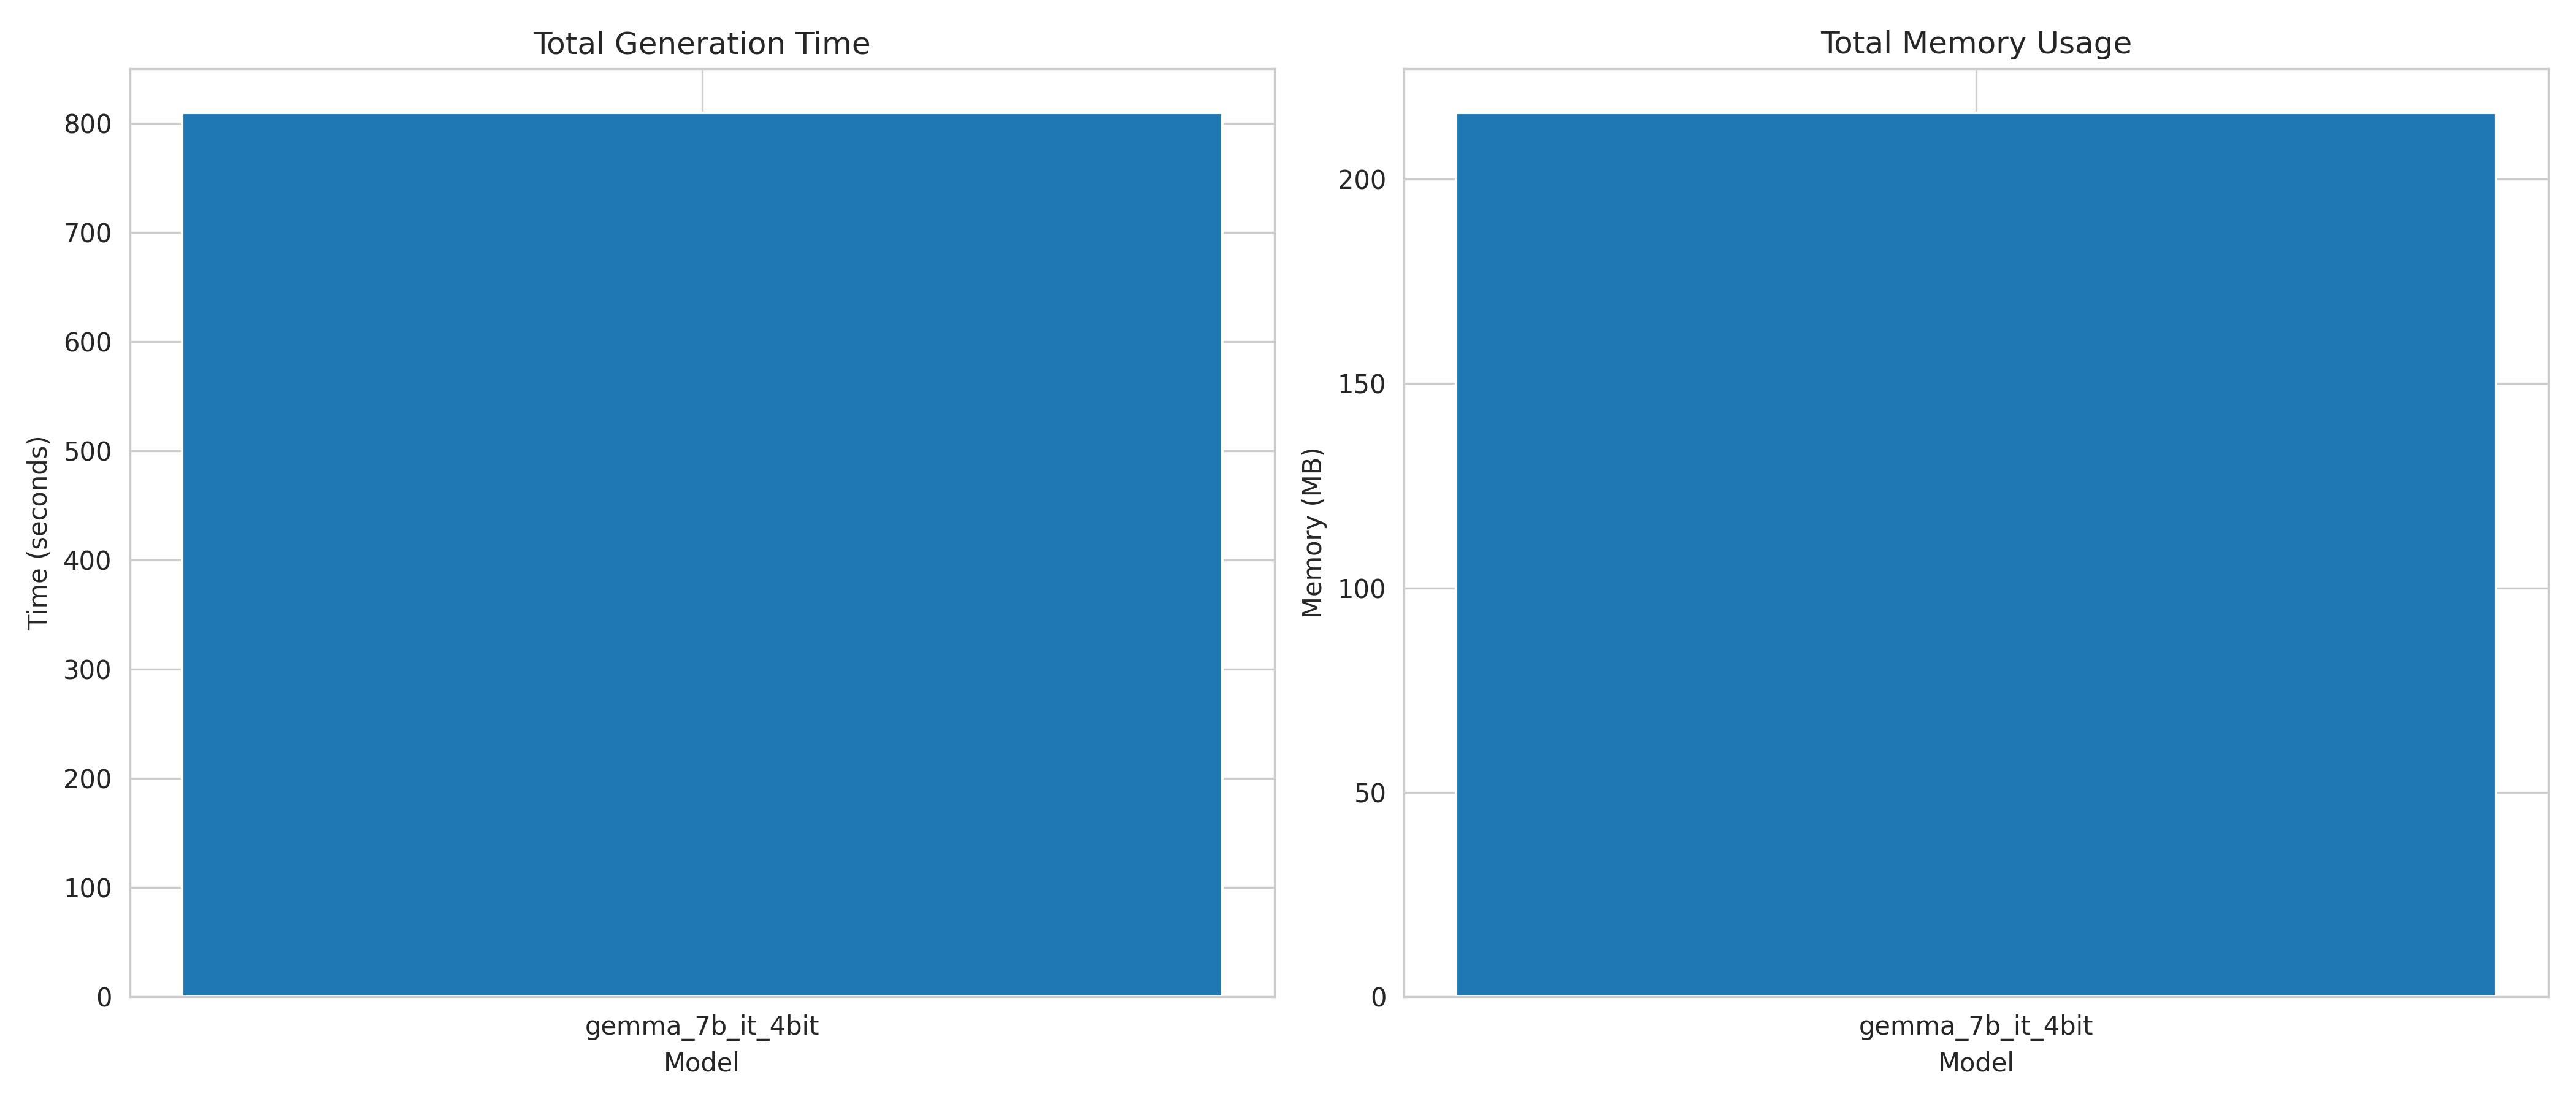 Total Generation Time
800
700
600
500
400
300
200
100
0
Time (seconds)
gemma_7b_it_4bit
Model
Total Memory Usage
200
150
100
50
0
Memory (MB)
gemma_7b_it_4bit
Model